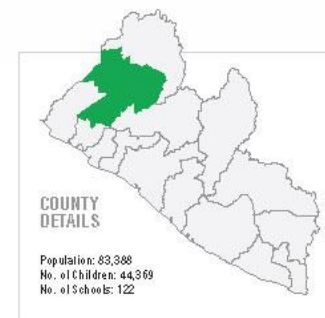 COUNTY
DETAILS
Population: 83,388
No. of Children: 44,369
No. of Schools: 122